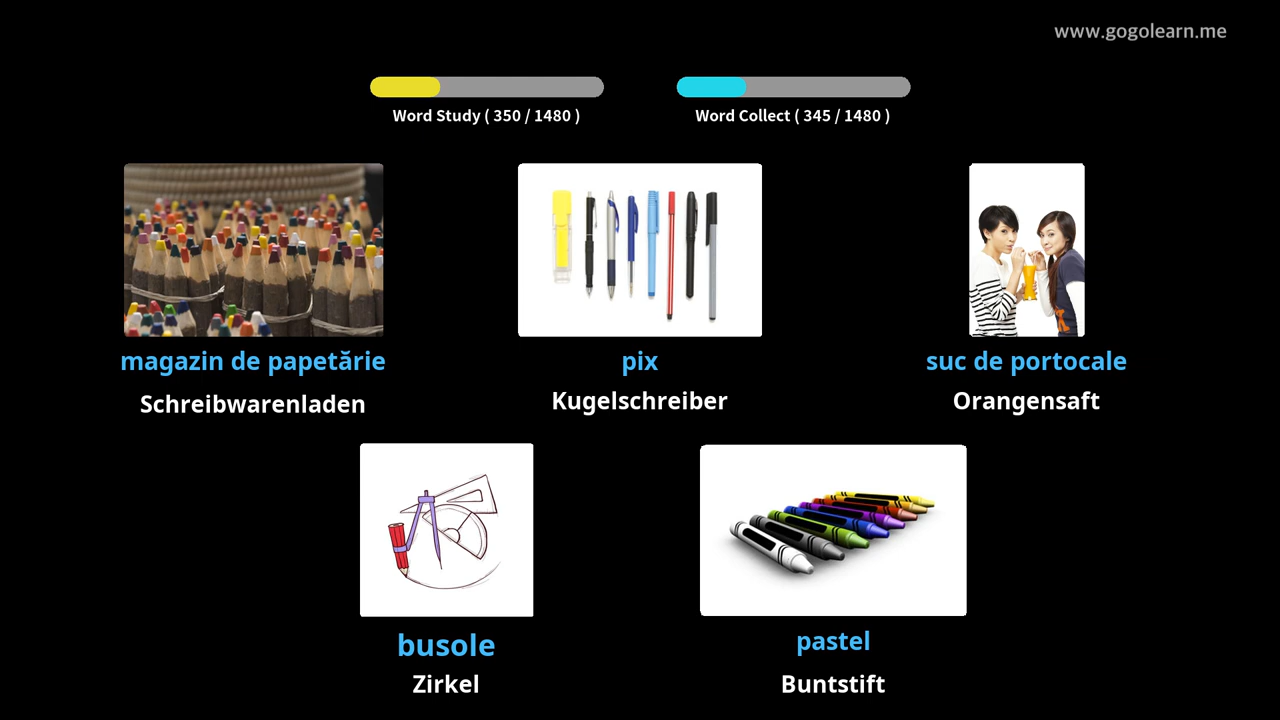 www.gogolearn.me
Word Study ( 350 / 1480 )
Word Collect ( 345 / 1480 )
magazin de papetărie
Schreibwarenladen
pix
Kugelschreiber
suc de portocale
Orangensaft
busole
Zirkel
pastel
Buntstift